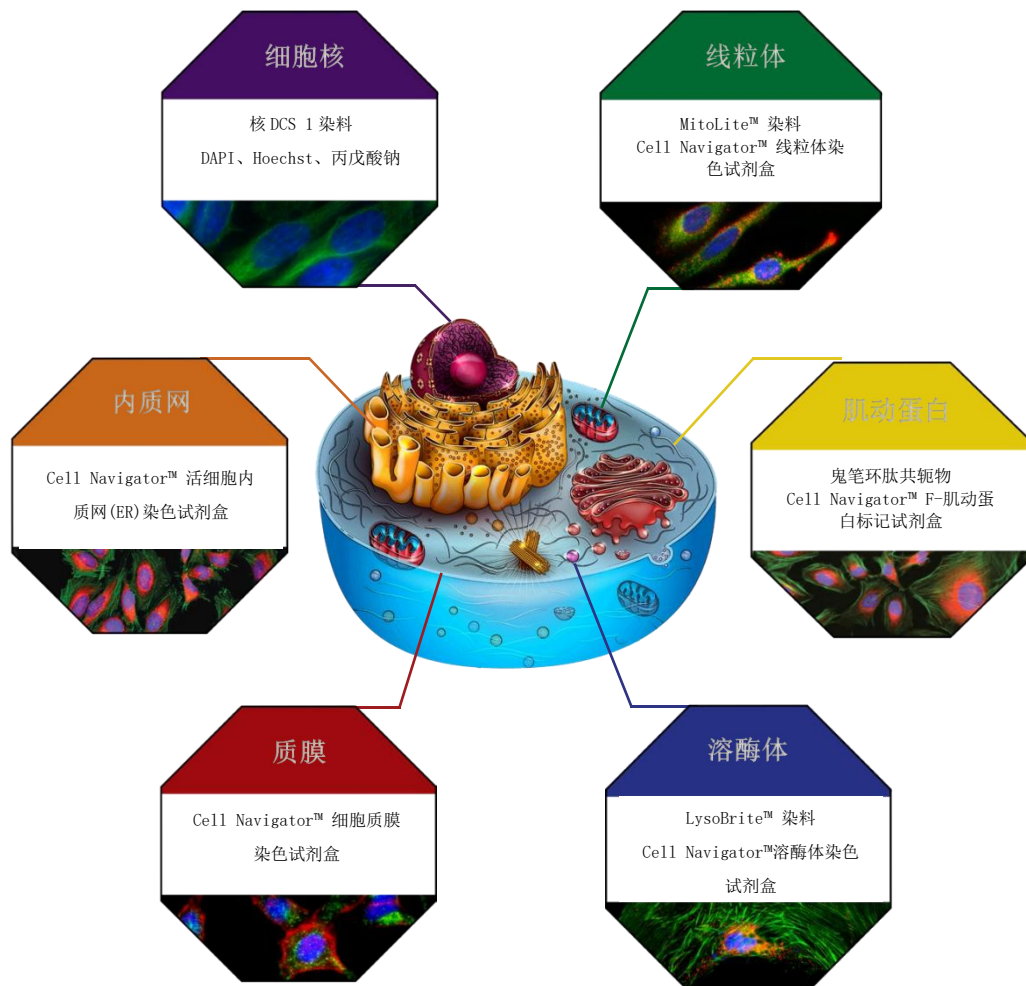 细胞核
核 DCS 1 染料
DAPI、Hoechst、丙戊酸钠
线粒体
MitoLite™ 染料
Cell Navigator™ 线粒体染
色试剂盒
内质网
Cell Navigator™ 活细胞内
质网(ER)染色试剂盒
肌动蛋白
鬼笔环肽共轭物
Cell Navigator™ F-肌动蛋
白标记试剂盒
质膜
Cell Navigator™ 细胞质膜
染色试剂盒
溶酶体
LysoBrite™ 染料
Cell Navigator™溶酶体染色
试剂盒